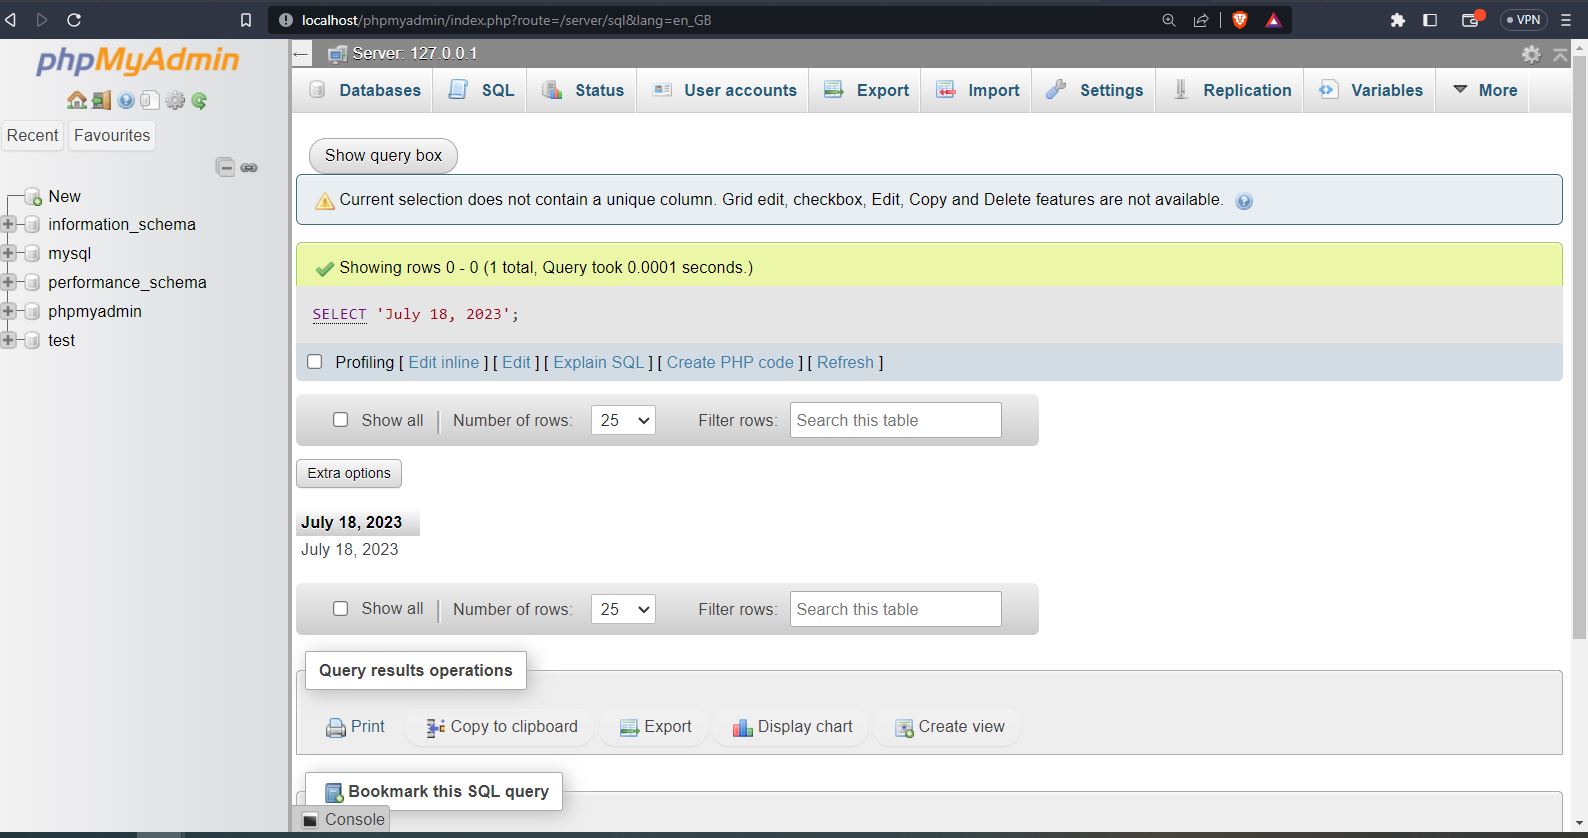 localhost/phpmyadmin/index.php?route=/server/sql&lang=en_GB
VPN
phpMyAdmin
Recent Favourites
New
information_schema
mysql
performance_schema
phpmyadmin
test
Server: 127.0.0.1
Databases SQL Status User accounts Export Import Settings Replication Variables More
Show query box
Current selection does not contain a unique column. Grid edit, checkbox, Edit, Copy and Delete features are not available.
Showing rows 0 - 0 (1 total, Query took 0.0001 seconds.)
SELECT 'July 18, 2023';
Profiling [ Edit inline ] [ Edit ] [ Explain SQL ] [ Create PHP code ] [ Refresh ]
Show all Number of rows: 25 Filter rows: Search this table
Extra options
July 18, 2023
July 18, 2023
Show all Number of rows: 25 Filter rows: Search this table
Query results operations
Print Copy to clipboard Export Display chart Create view
Bookmark this SQL query
Console